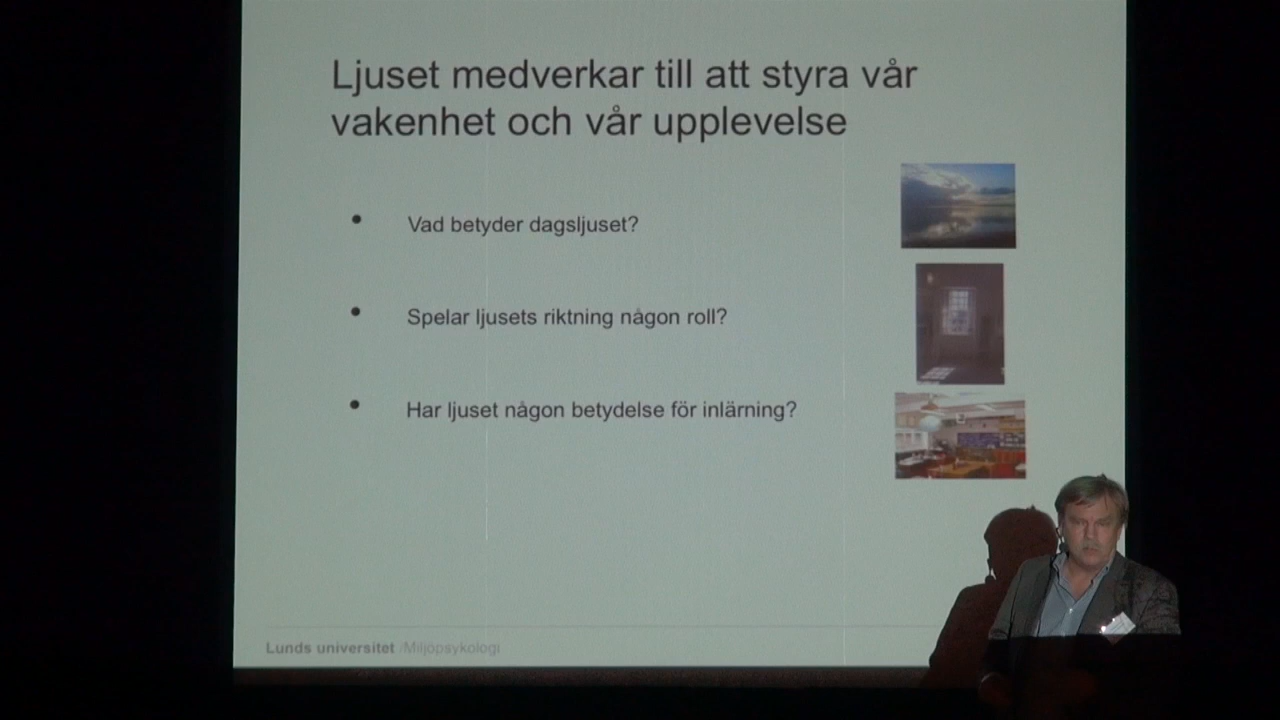 Ljuset medverkar till att styra vår
vakenhet och vår upplevelse
• Vad betyder dagsljuset?
• Spelar ljusets riktning någon roll?
• Har ljuset någon betydelse för inlärning?
Lunds universitet /Miljöpsykologi